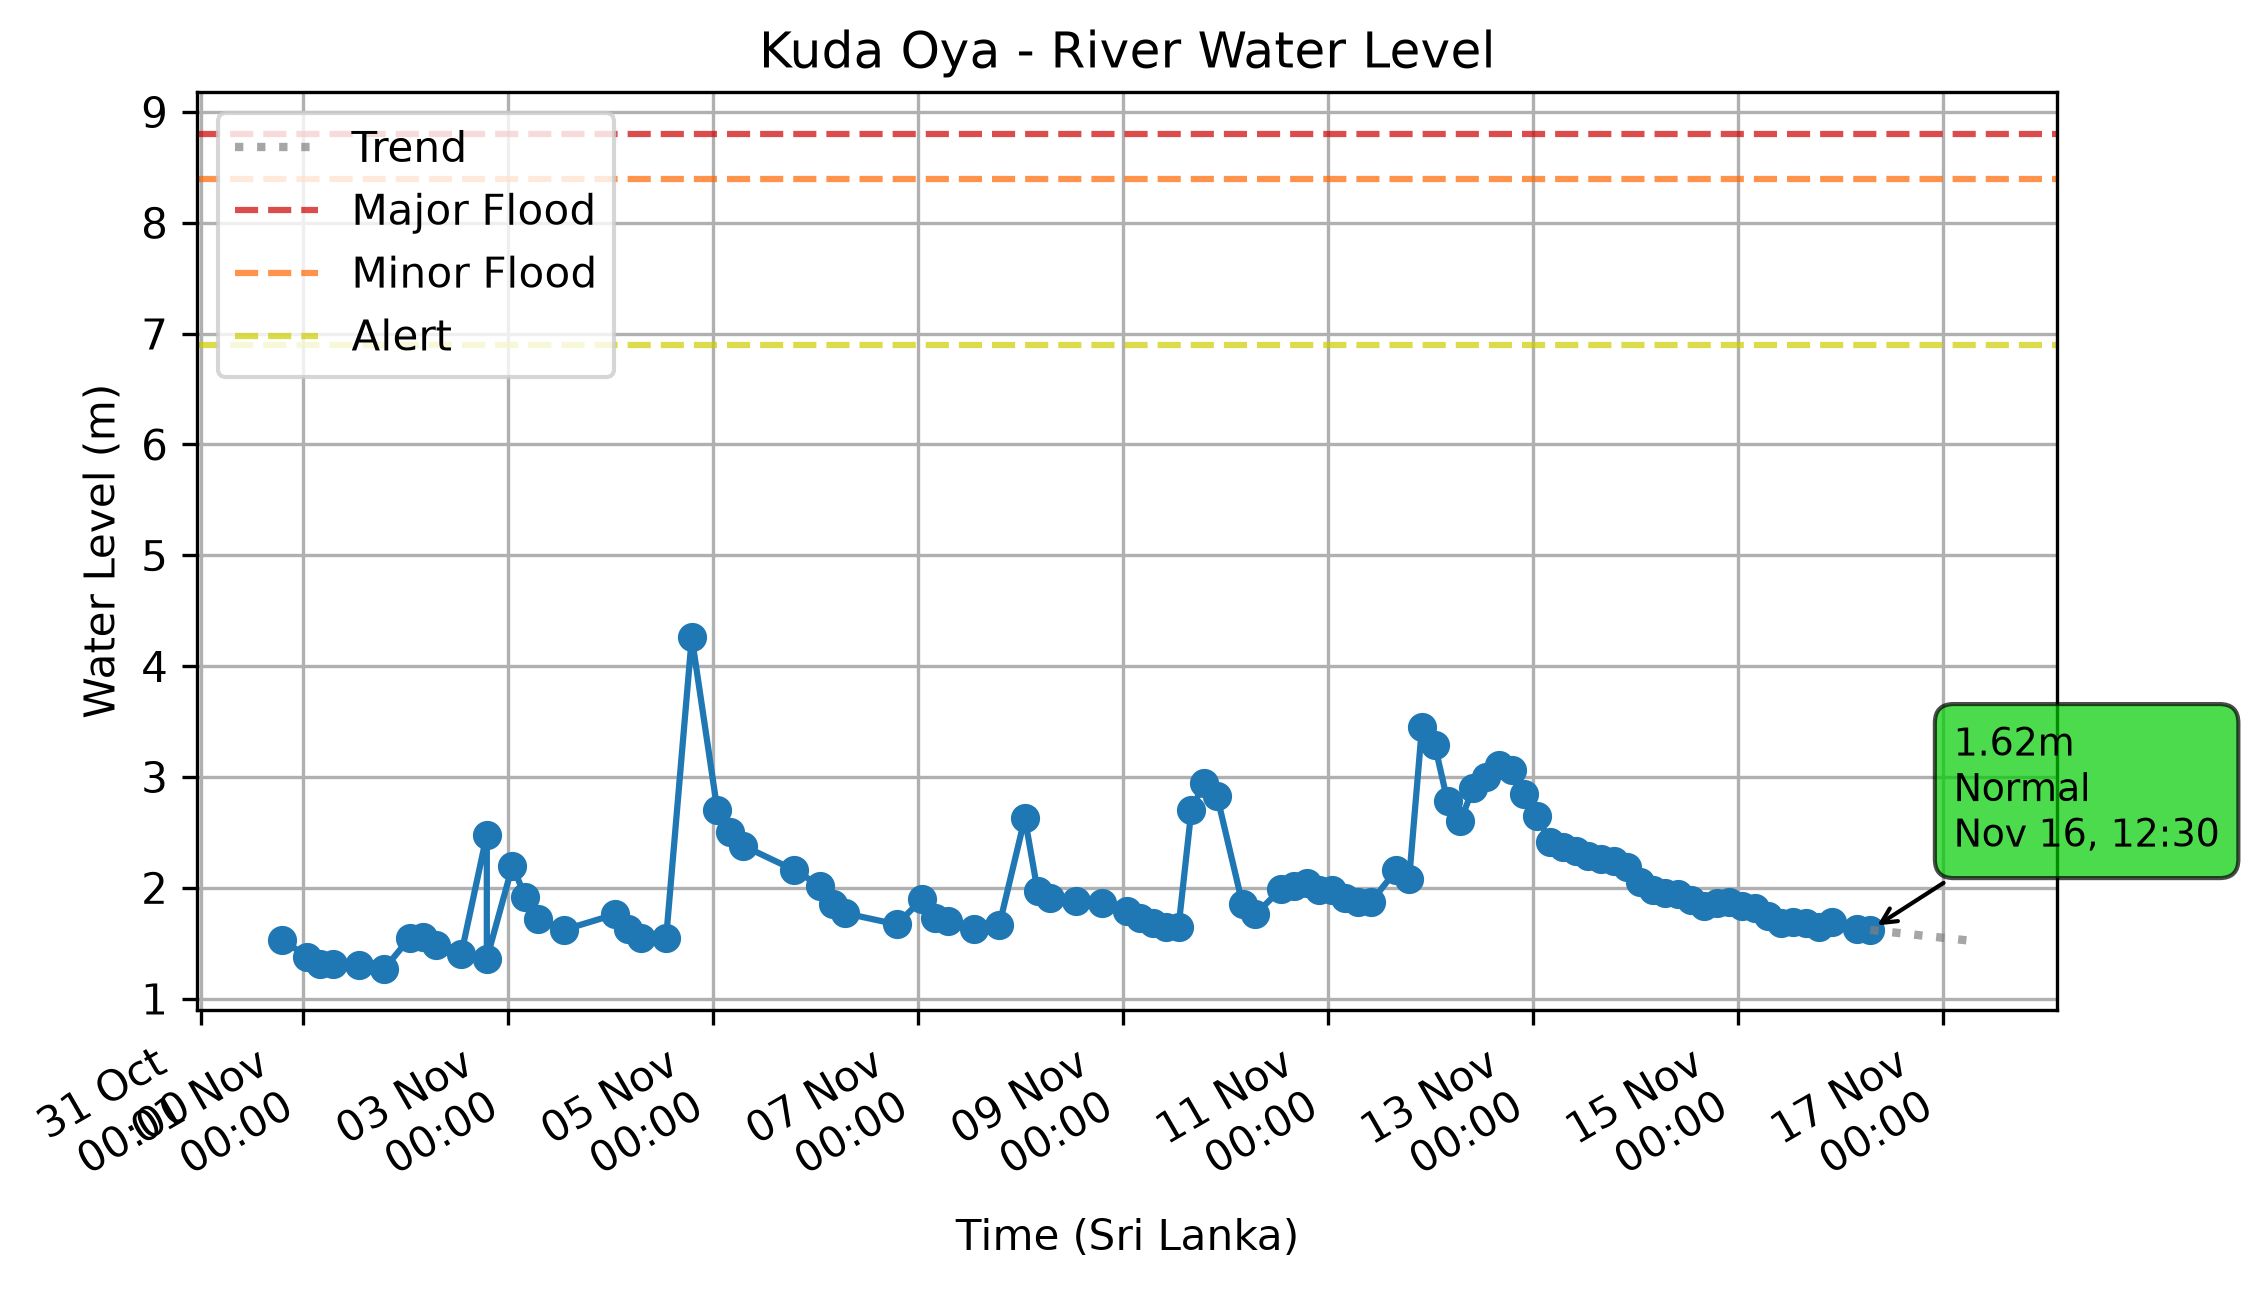 Kuda Oya - River Water Level
9
8
7
6
5
4
3
2
1
Water Level (m)
Trend
Major Flood
Minor Flood
Alert
1.62m
Normal
Nov 16, 12:30
31 Oct
00:00
01 Nov
00:00
03 Nov
00:00
05 Nov
00:00
07 Nov
00:00
09 Nov
00:00
11 Nov
00:00
13 Nov
00:00
15 Nov
00:00
17 Nov
00:00
Time (Sri Lanka)